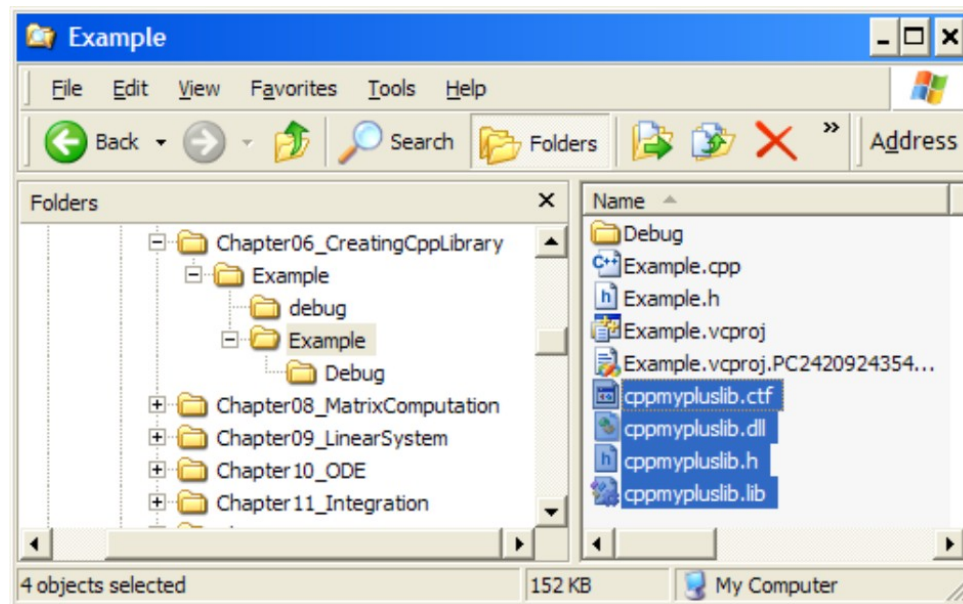 Example
File Edit View Favorites Tools Help
Back Search Folders » Address
Folders
Chapter06_CreatingCppLibrary
Example
debug
Example
Debug
Chapter08_MatrixComputation
Chapter09_LinearSystem
Chapter10_ODE
Chapter11_Integration
Name
Debug
C++ Example.cpp
h Example.h
Example.vcproj
Example.vcproj.PC2420924354...
cppmypluslib.ctf
cppmypluslib.dll
h cppmypluslib.h
cppmypluslib.lib
4 objects selected 152 KB My Computer